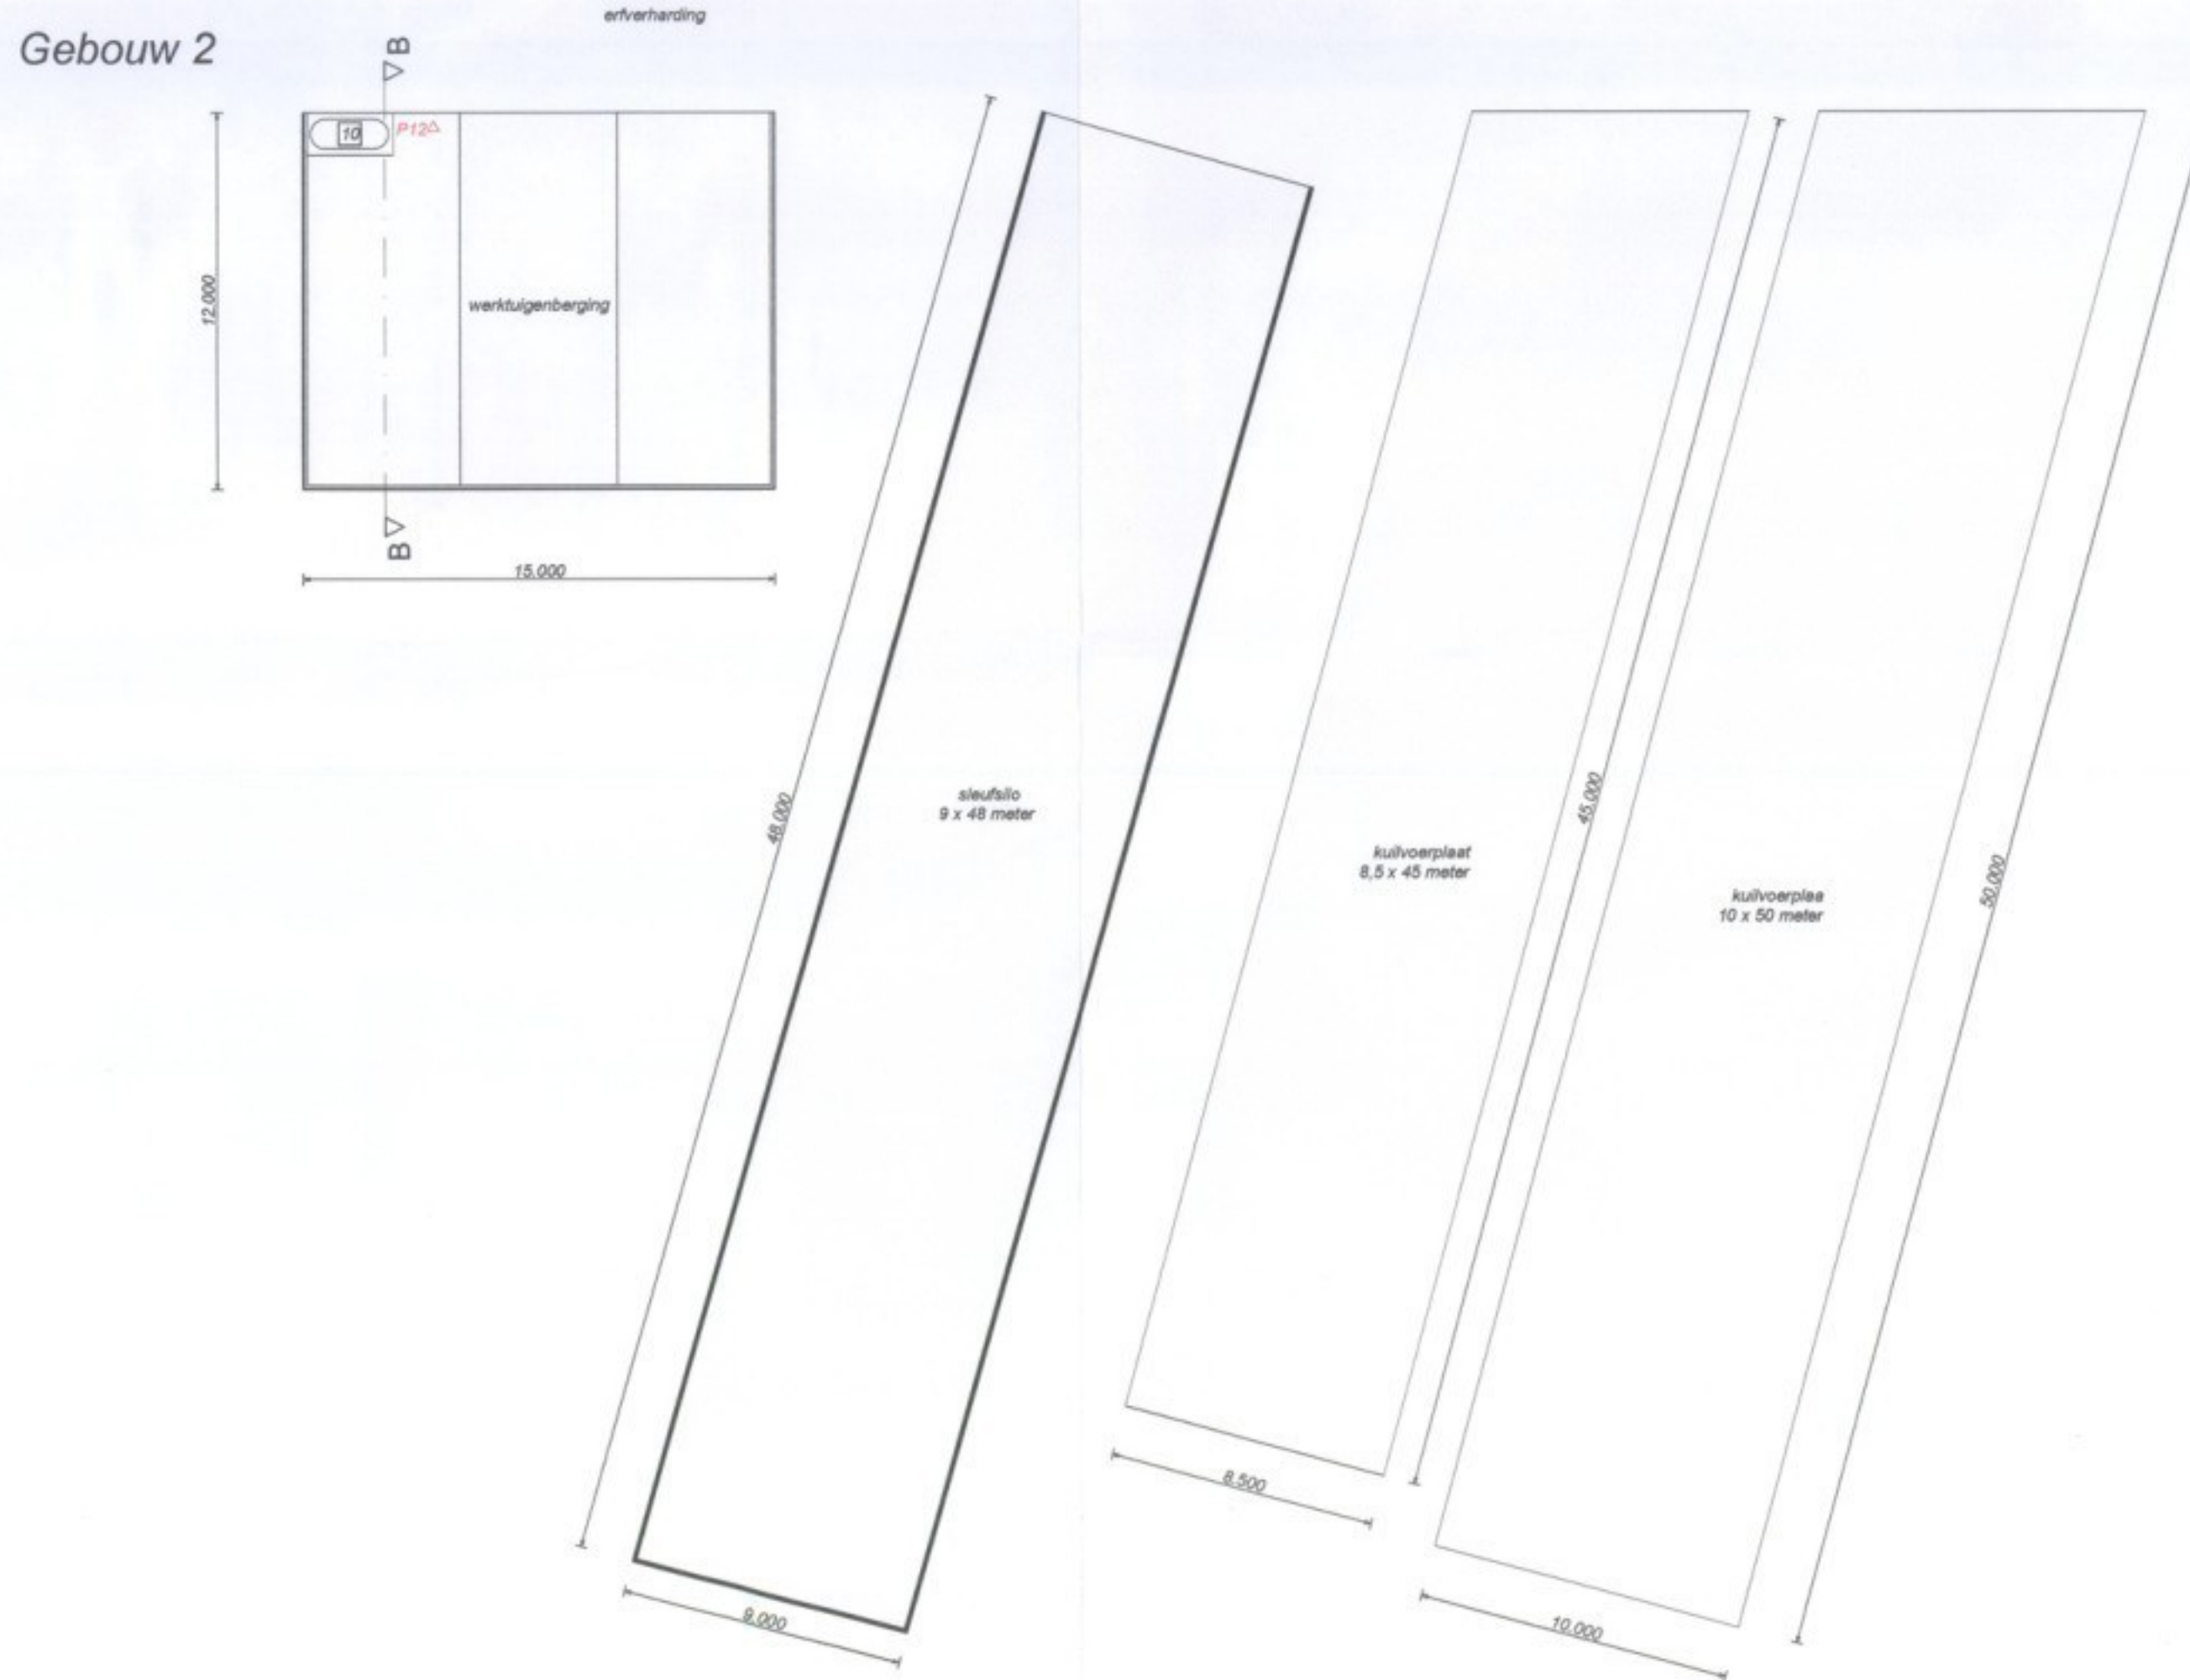 erfverharding
Gebouw 2
B
10
P12
12.000
werktuigenberging
B
15.000
48.000
sleufsilo
9 x 48 meter
45.000
kuilvoerplaat
8,5 x 45 meter
50.000
kuilvoerplaa
10 x 50 meter
8.500
9.000
10.000